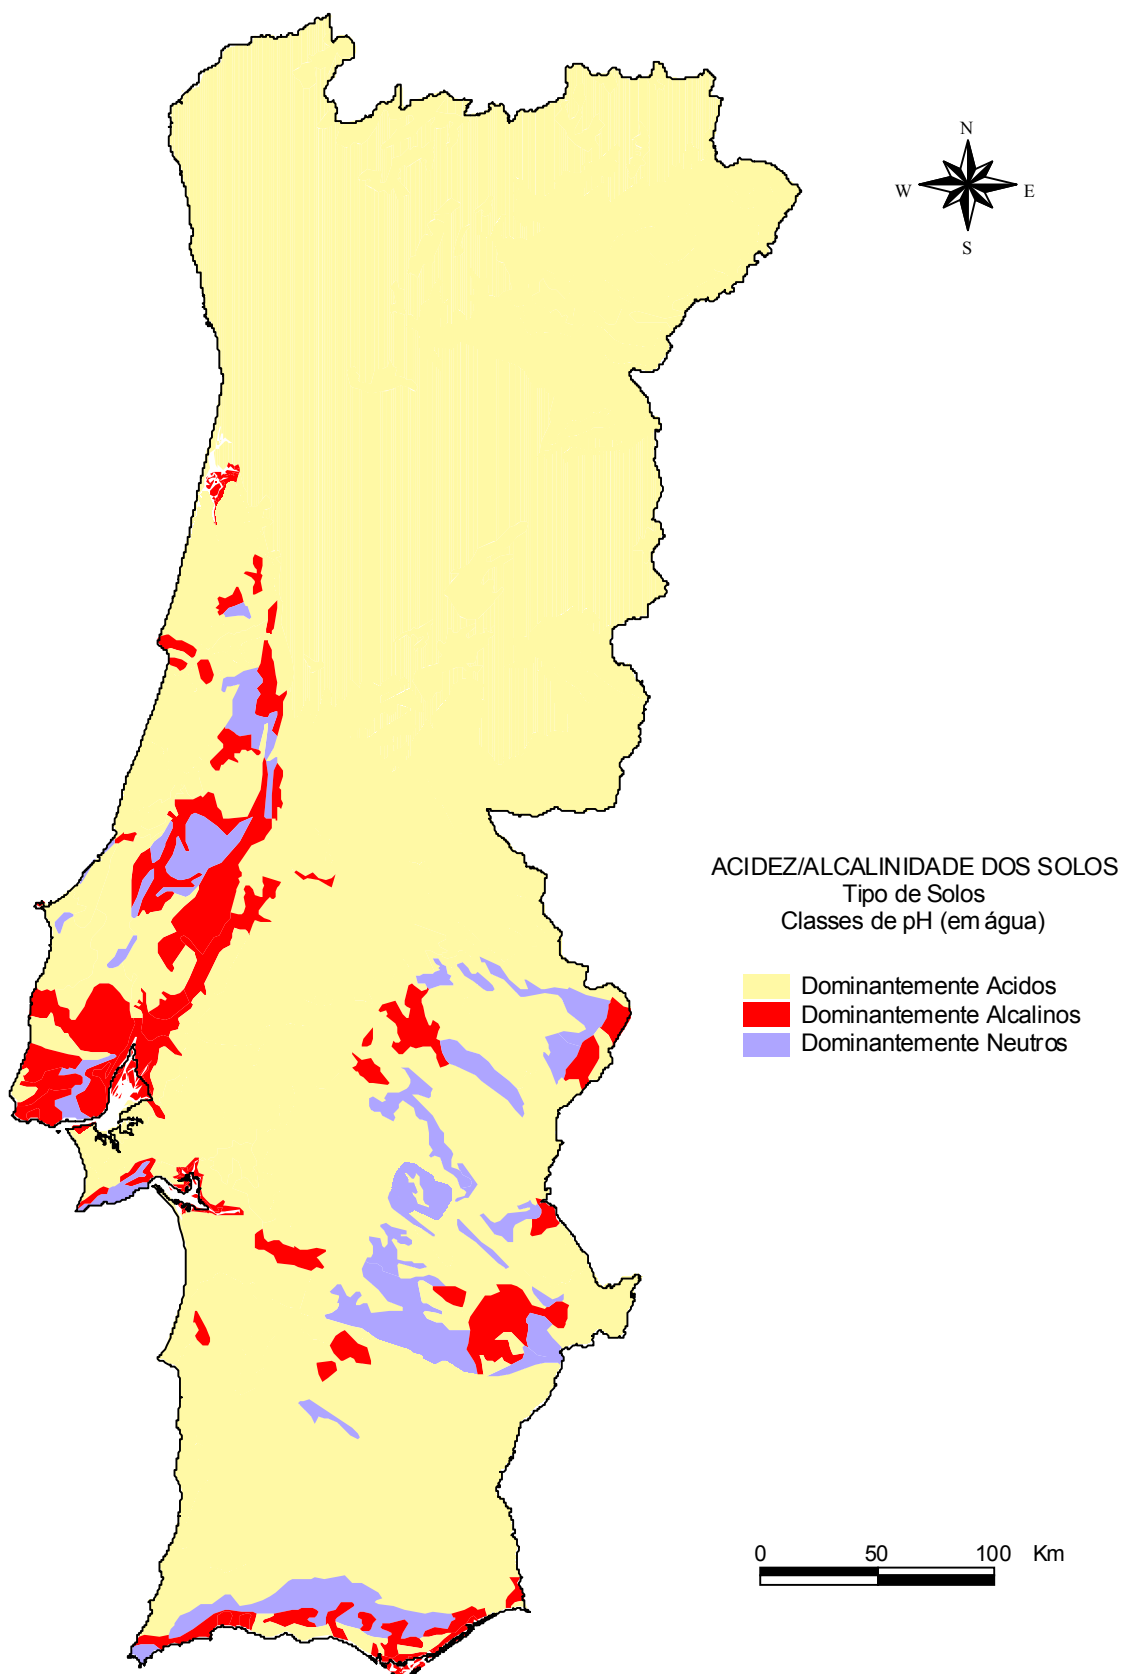 N
W
E
S
ACIDEZ/ALCALINIDADE DOS SOLOS
Tipo de Solos
Classes de pH (em água)
Dominantemente Acidos
Dominantemente Alcalinos
Dominantemente Neutros
0 50 100 Km